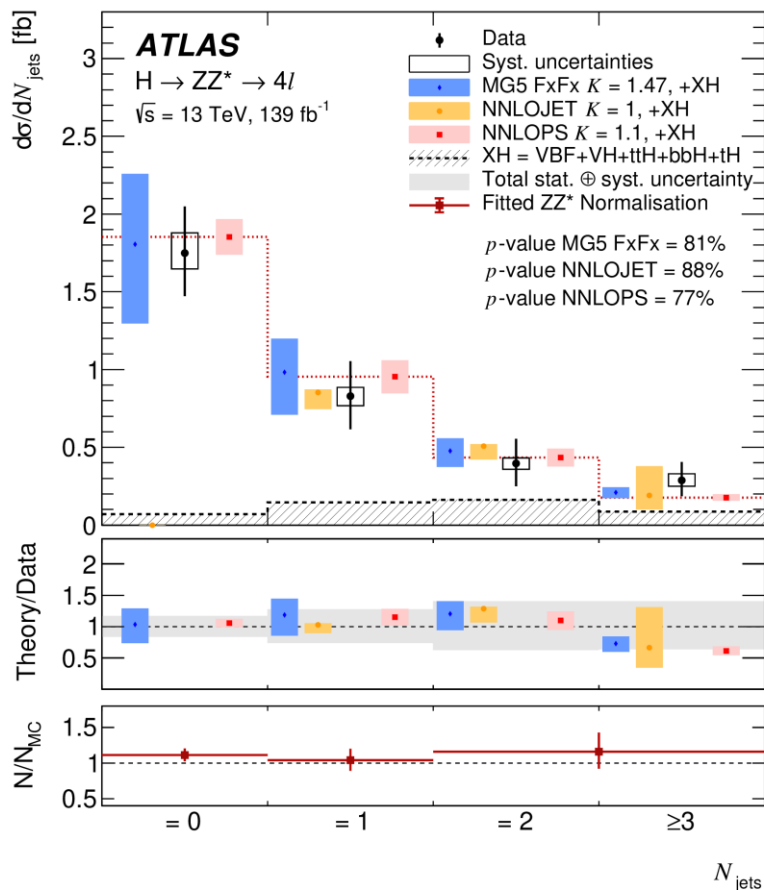 dσ/dN_jets [fb]
ATLAS
H → ZZ* → 4l
√s = 13 TeV, 139 fb⁻¹
Data
Syst. uncertainties
MG5 FxFx K = 1.47, +XH
NNLOJET K = 1, +XH
NNLOPS K = 1.1, +XH
XH = VBF+VH+ttH+bbH+tH
Total stat. ⊕ syst. uncertainty
Fitted ZZ* Normalisation
p-value MG5 FxFx = 81%
p-value NNLOJET = 88%
p-value NNLOPS = 77%
3
2.5
2
1.5
1
0.5
0
Theory/Data
2
1.5
1
0.5
N/N_MC
1.5
1
0.5
= 0 = 1 = 2 ≥3
N_jets